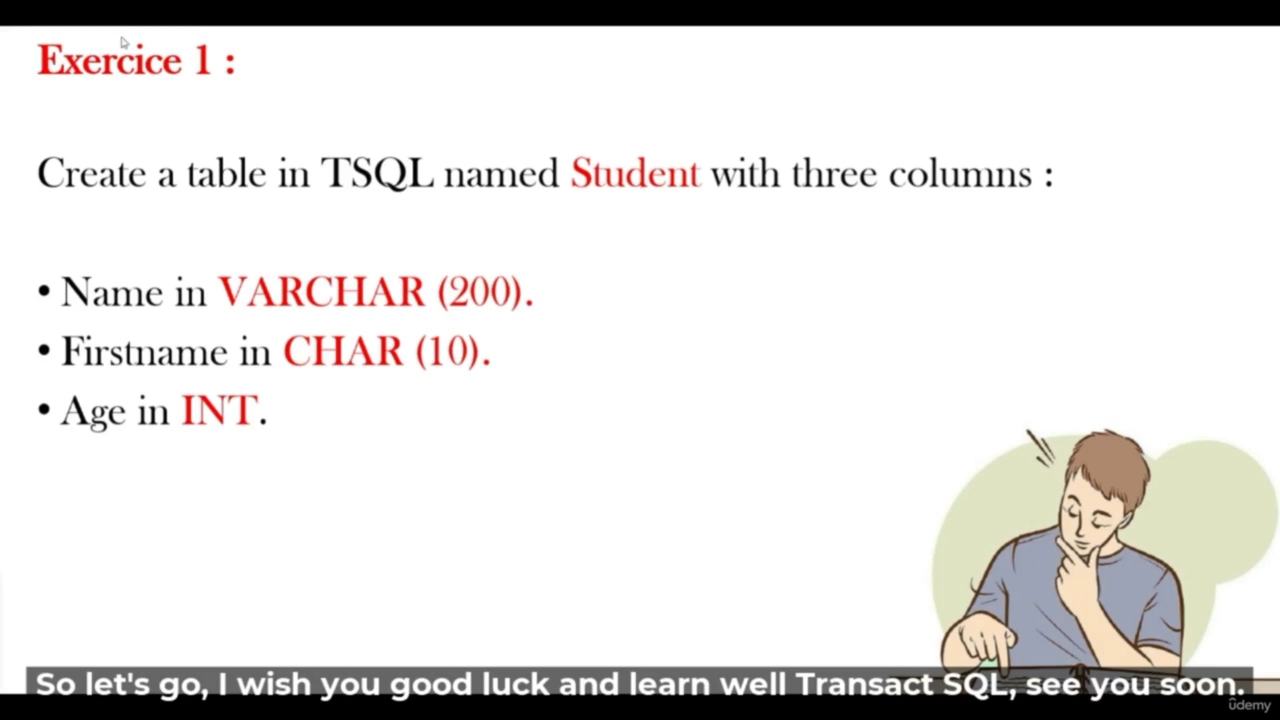 Exercice 1 :
Create a table in TSQL named Student with three columns :
• Name in VARCHAR (200).
• Firstname in CHAR (10).
• Age in INT.
So let's go, I wish you good luck and learn well Transact SQL, see you soon.
ûdemy